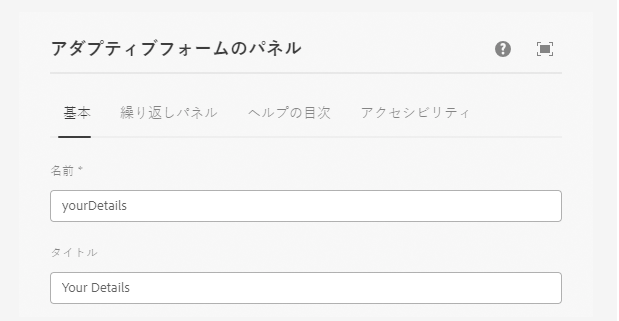 アダプティブフォームのパネル
基本 繰り返しパネル ヘルプの目次 アクセシビリティ
名前 *
yourDetails
タイトル
Your Details